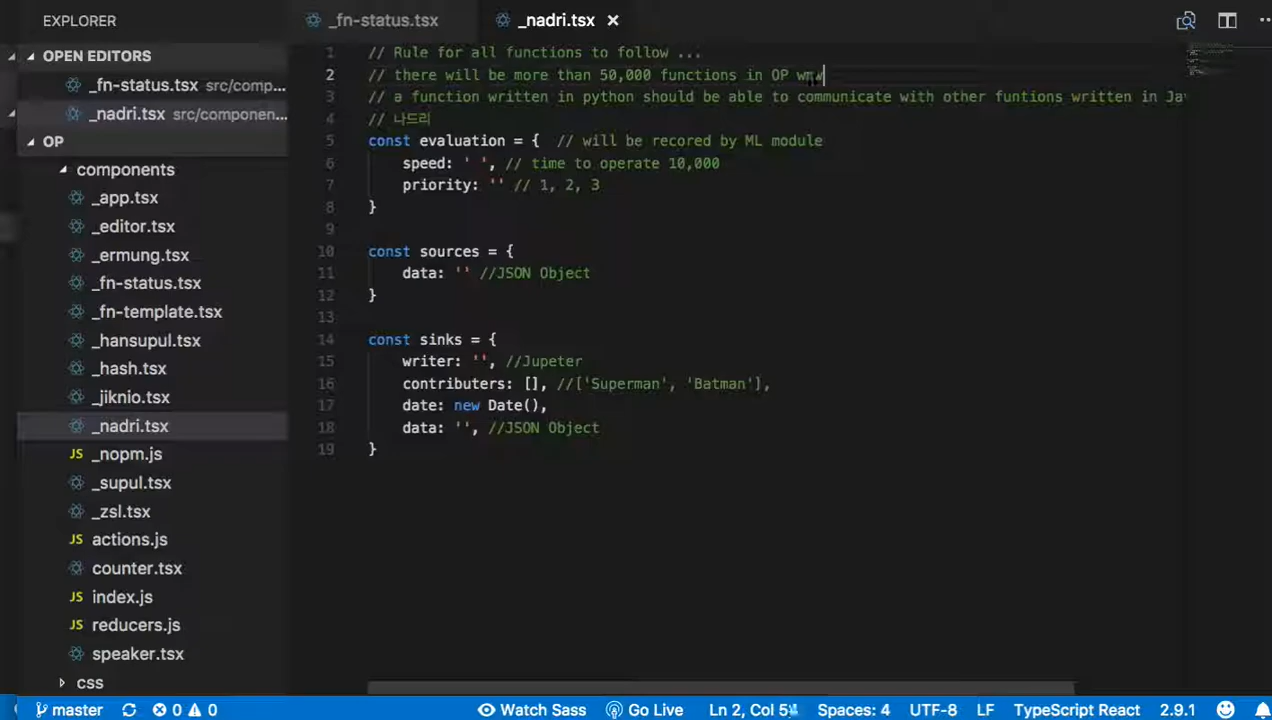 EXPLORER
OPEN EDITORS
_fn-status.tsx src/comp...
_nadri.tsx src/componen...
OP
components
_app.tsx
_editor.tsx
_ermung.tsx
_fn-status.tsx
_fn-template.tsx
_hansupul.tsx
_hash.tsx
_jiknio.tsx
_nadri.tsx
JS _nopm.js
_supul.tsx
_zsl.tsx
JS actions.js
counter.tsx
JS index.js
JS reducers.js
speaker.tsx
css
_fn-status.tsx _nadri.tsx ×
1 // Rule for all functions to follow ...
2 // there will be more than 50,000 functions in OP
3 // a function written in python should be able to communicate with other funtions written in Jav
4 // 나드리
5 const evaluation = { // will be recored by ML module
6 speed: ' ', // time to operate 10,000
7 priority: '' // 1, 2, 3
8 }
9
10 const sources = {
11 data: '' //JSON Object
12 }
13
14 const sinks = {
15 writer: '', //Jupeter
16 contributers: [], //['Superman', 'Batman'],
17 date: new Date(),
18 data: '', //JSON Object
19 }
master 0 0 Watch Sass Go Live Ln 2, Col Spaces: 4 UTF-8 LF TypeScript React 2.9.1